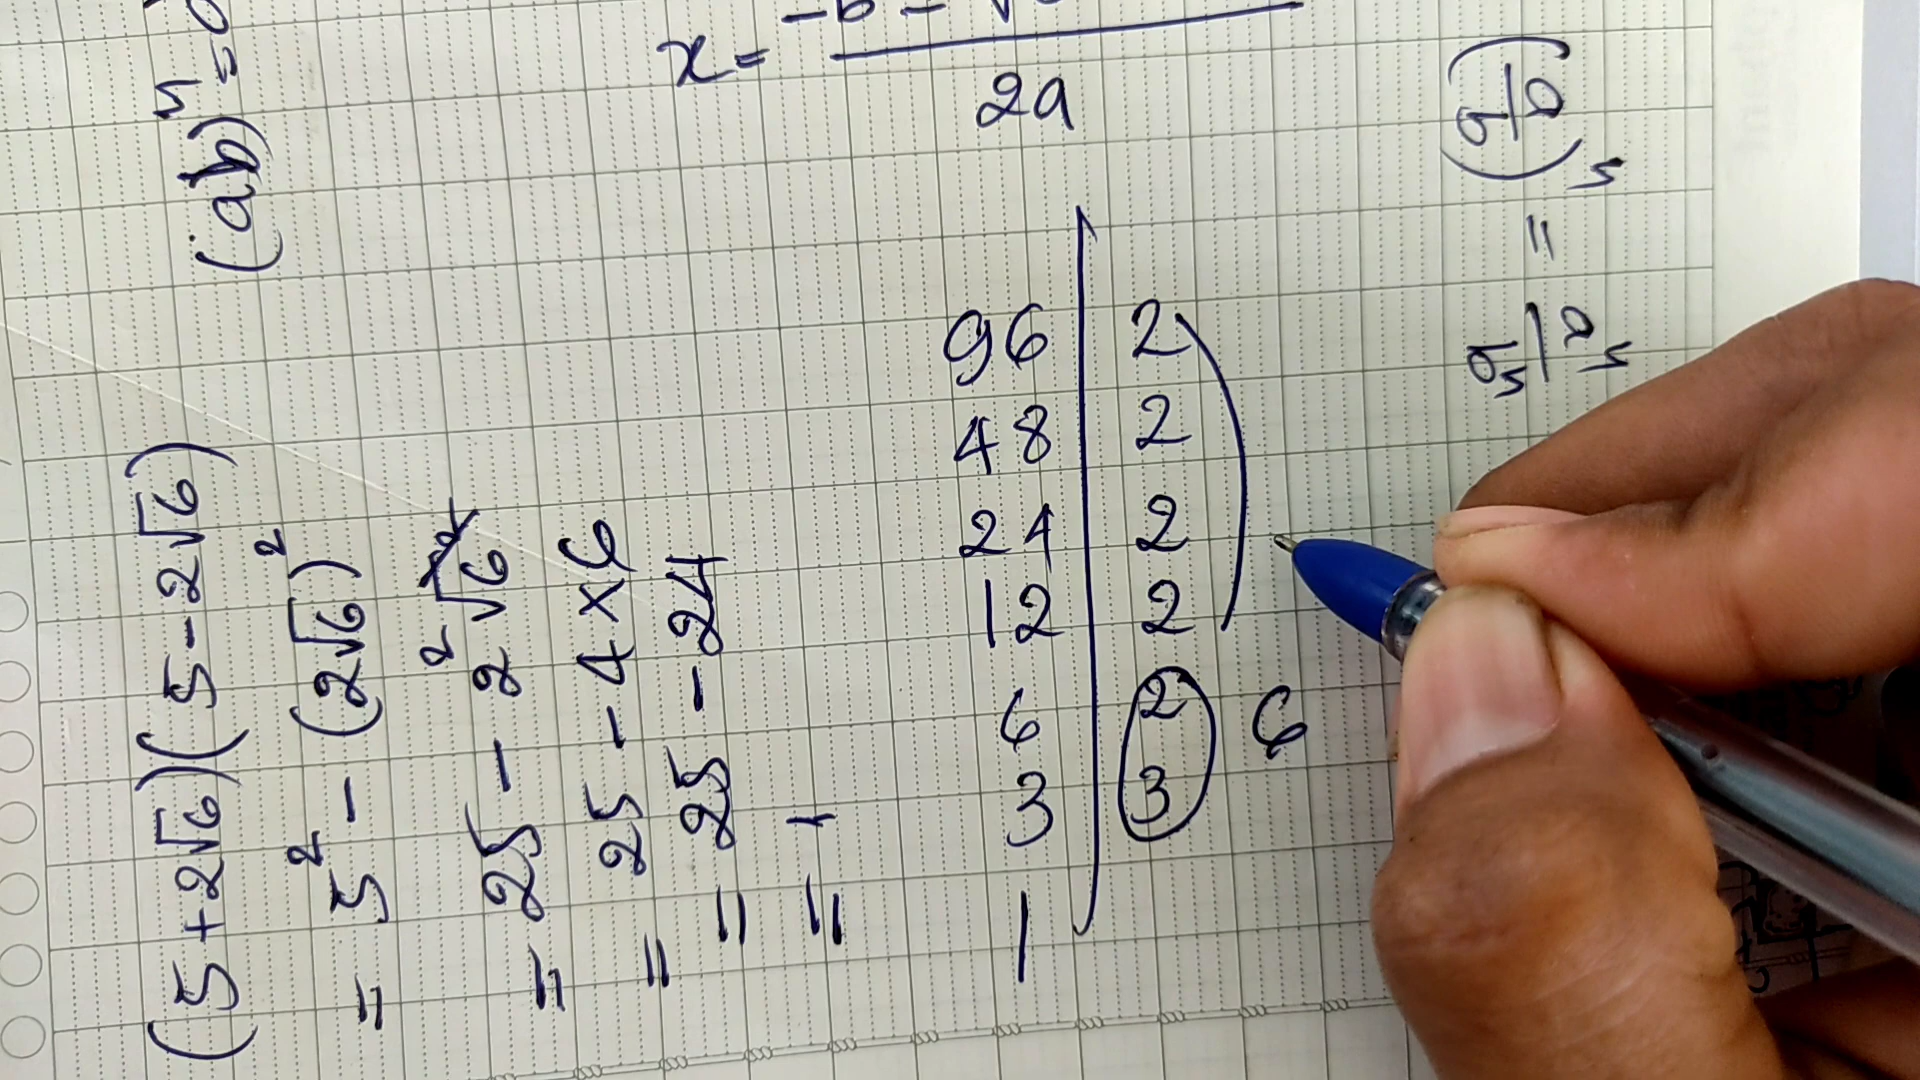 x = -b - √
2a
(ab)ⁿ =
(a/b)ⁿ = aⁿ/bⁿ
(5+2√6)(5-2√6)
= 5² - (2√6)²
= 25 - 2²√6
= 25 - 4×6
= 25 - 24
= 1
96 | 2
48 | 2
24 | 2
12 | 2
6 | 2 6
3 | 3
1